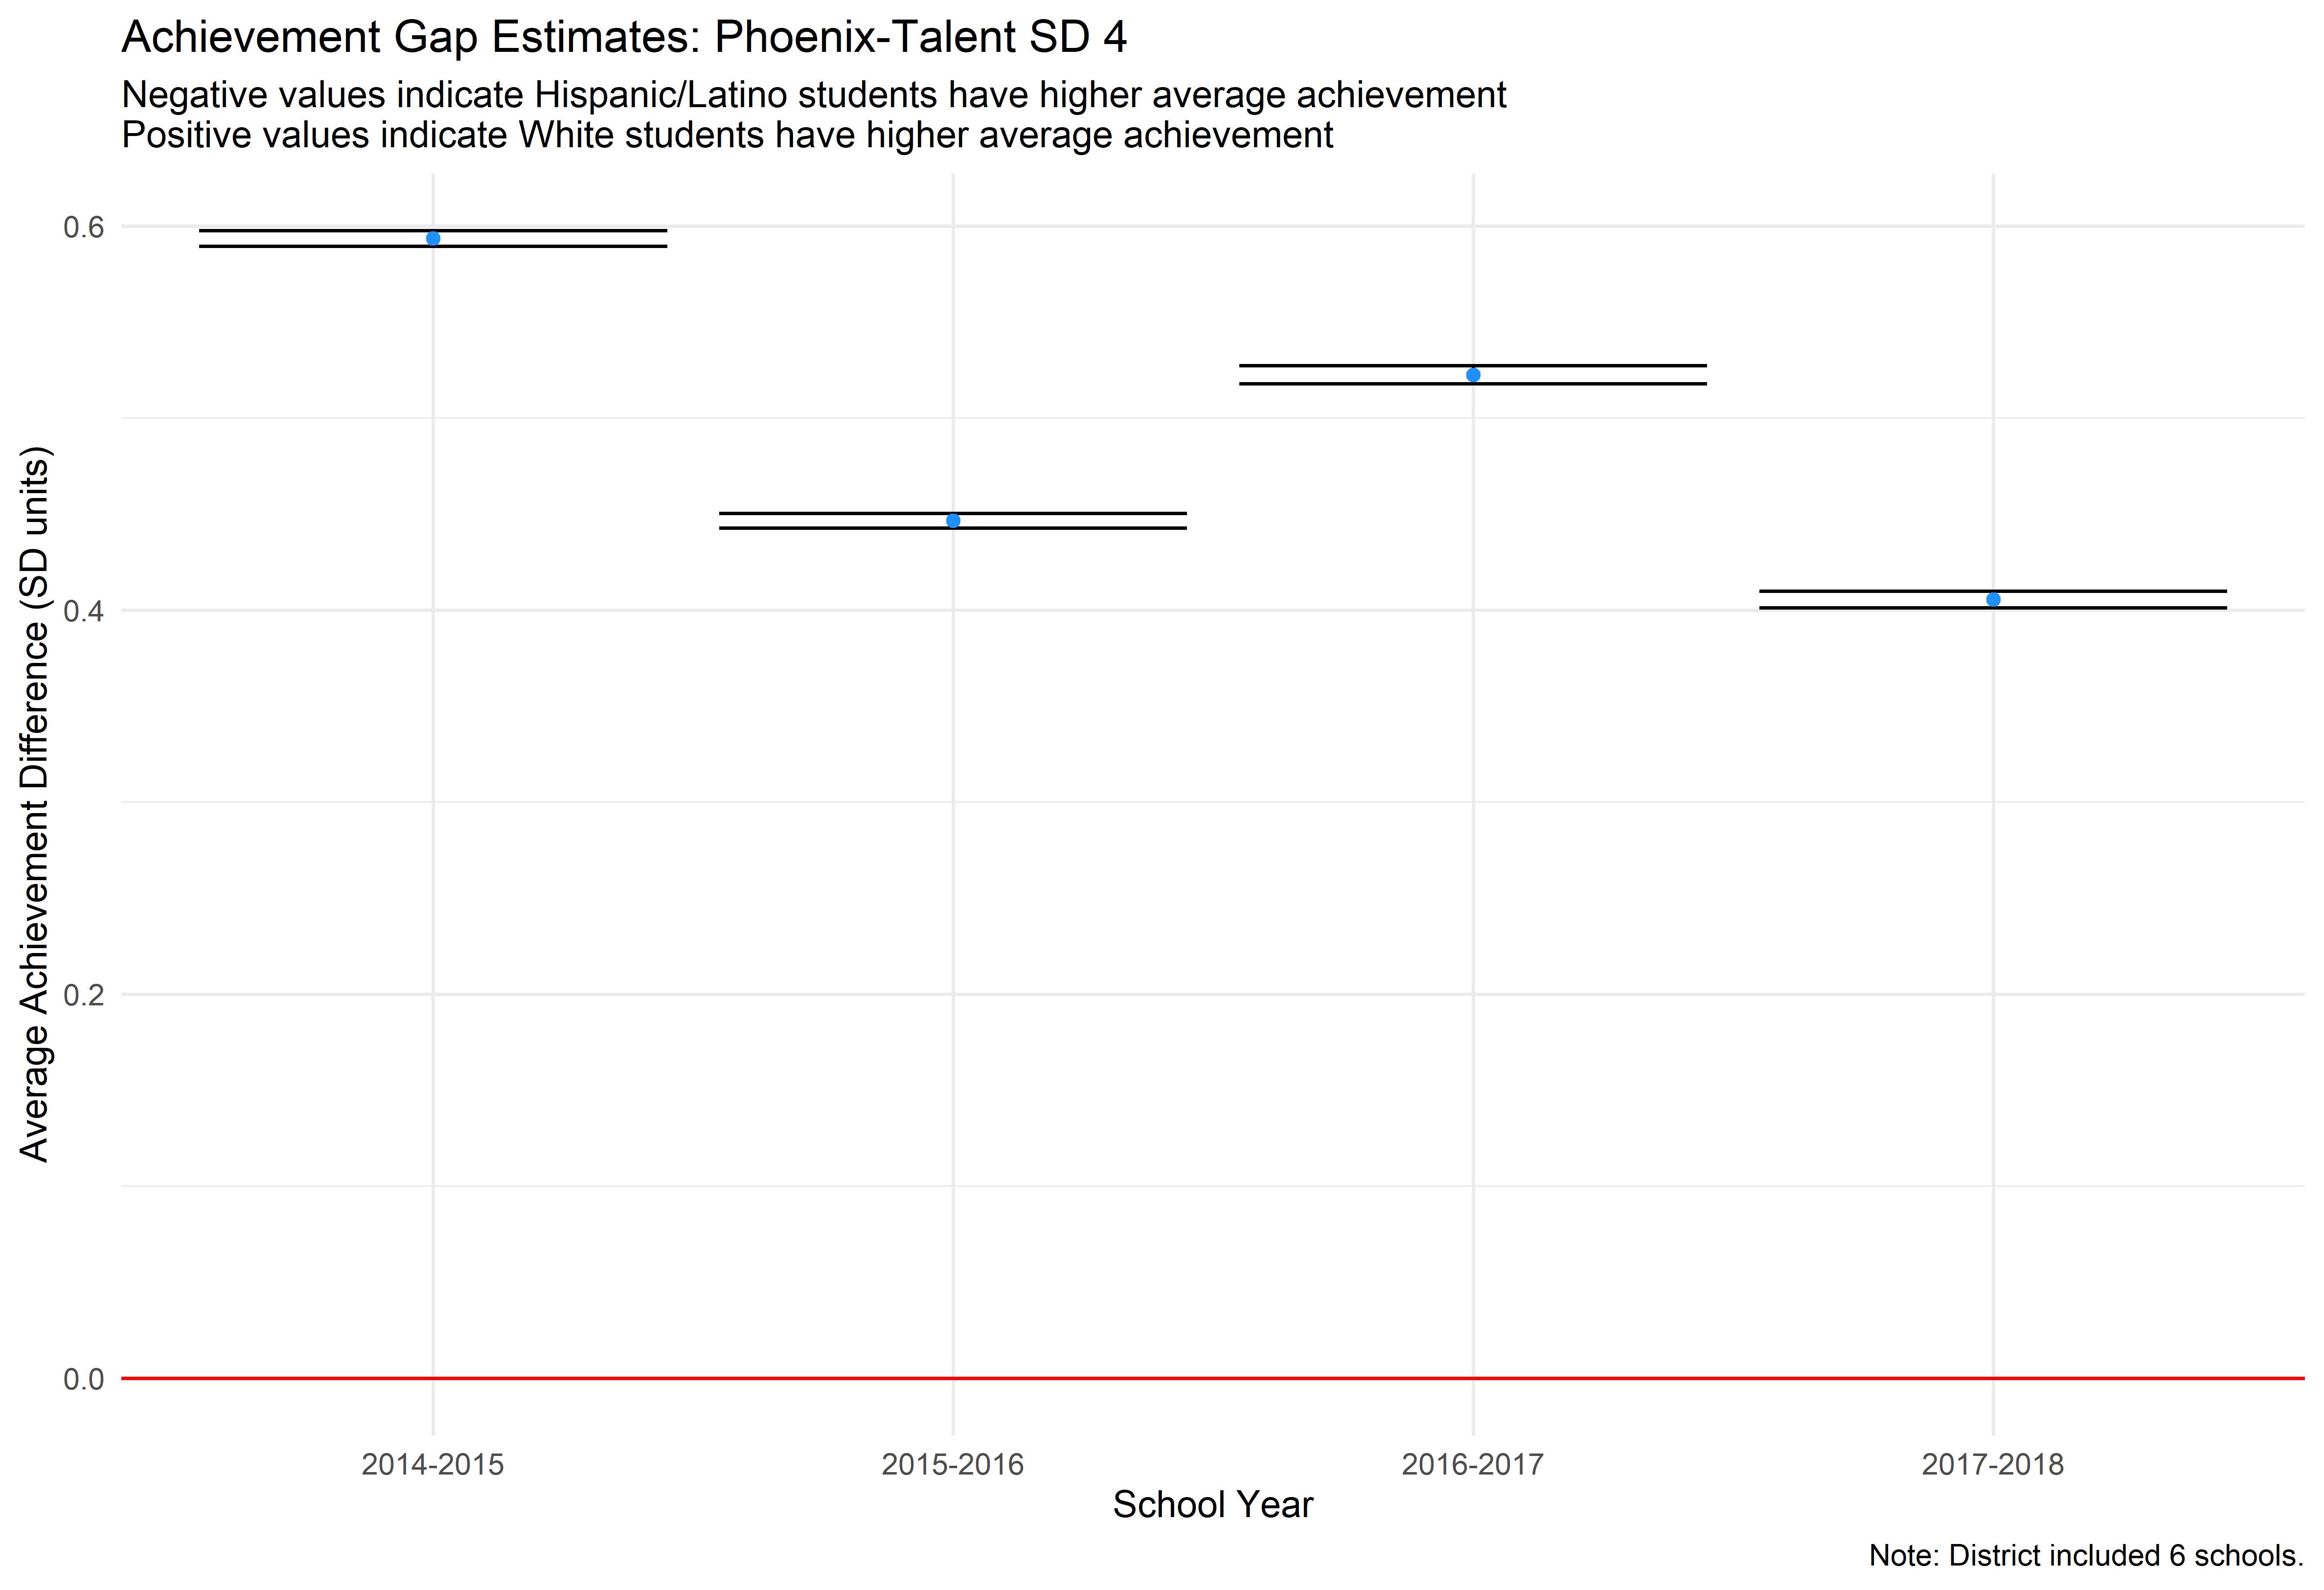 Achievement Gap Estimates: Phoenix-Talent SD 4
Negative values indicate Hispanic/Latino students have higher average achievement
Positive values indicate White students have higher average achievement
Average Achievement Difference (SD units)
0.6
0.4
0.2
0.0
2014-2015
2015-2016
2016-2017
2017-2018
School Year
Note: District included 6 schools.